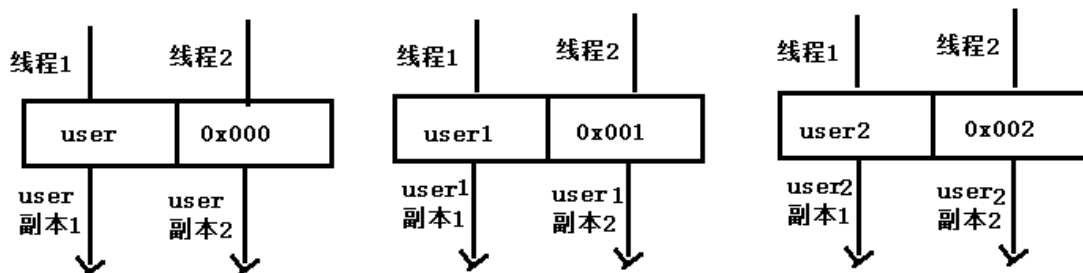 线程1
线程2
user
0x000
user
副本1
user
副本2
线程1
线程2
user1
0x001
user1
副本1
user1
副本2
线程1
线程2
user2
0x002
user2
副本1
user2
副本2